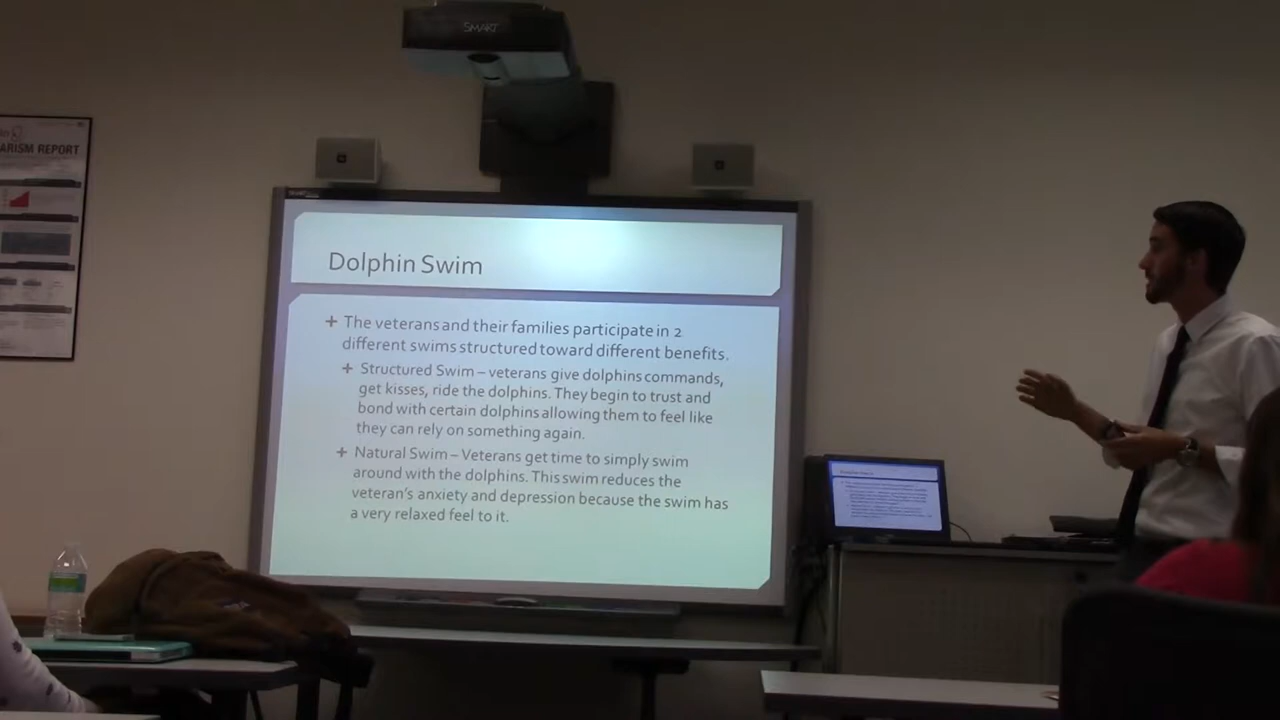 SMART
ARISM REPORT
Dolphin Swim
+ The veterans and their families participate in 2
different swims structured toward different benefits.
+ Structured Swim – veterans give dolphins commands,
get kisses, ride the dolphins. They begin to trust and
bond with certain dolphins allowing them to feel like
they can rely on something again.
+ Natural Swim – Veterans get time to simply swim
around with the dolphins. This swim reduces the
veteran's anxiety and depression because the swim has
a very relaxed feel to it.